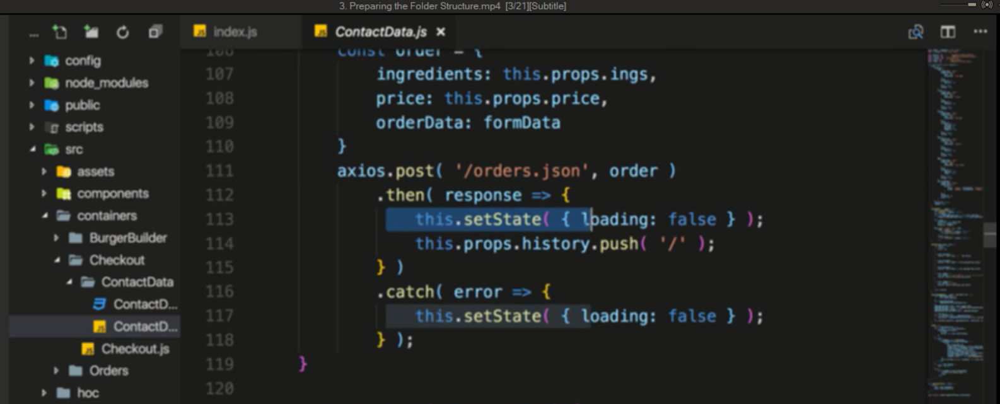 3. Preparing the Folder Structure.mp4 [3/21][Subtitle]
...
index.js
ContactData.js ×
config
node_modules
public
scripts
src
assets
components
containers
BurgerBuilder
Checkout
ContactData
ContactD...
ContactD...
Checkout.js
Orders
hoc
106 const order = {
107 ingredients: this.props.ings,
108 price: this.props.price,
109 orderData: formData
110 }
111 axios.post( '/orders.json', order )
112 .then( response => {
113 this.setState( { loading: false } );
114 this.props.history.push( '/' );
115 } )
116 .catch( error => {
117 this.setState( { loading: false } );
118 } );
119 }
120